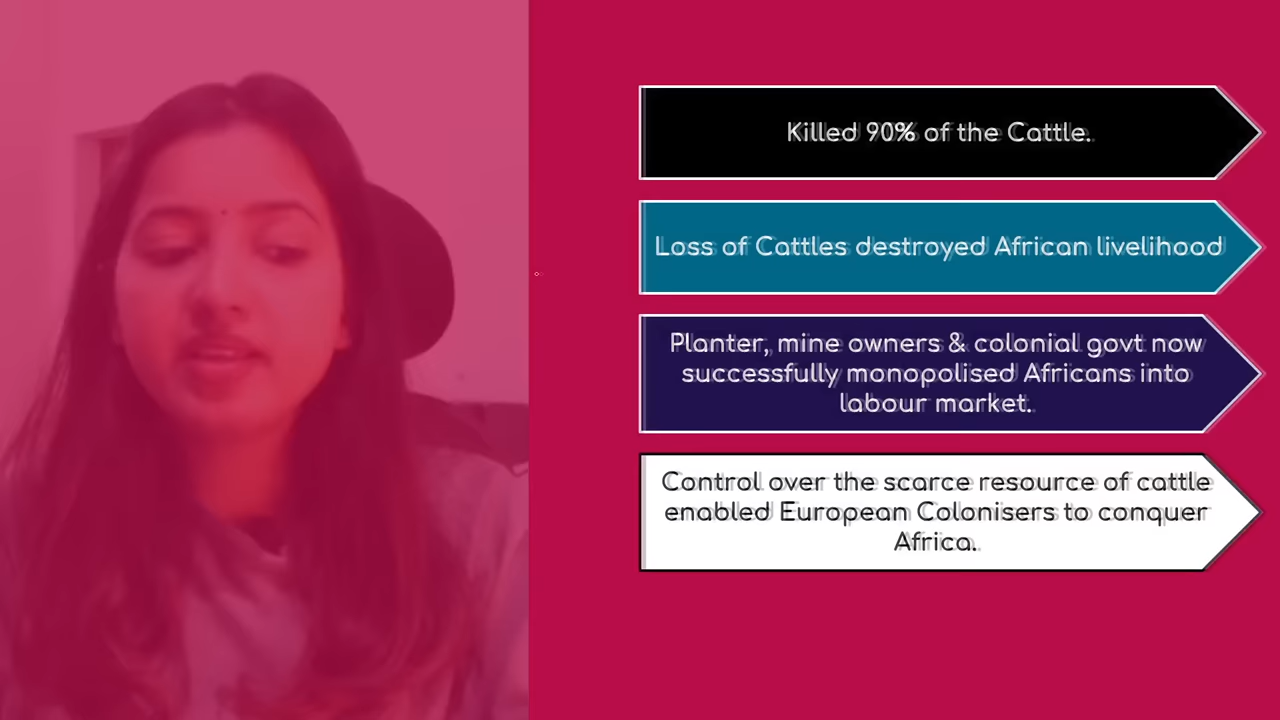 Killed 90% of the Cattle.
Loss of Cattles destroyed African livelihood
Planter, mine owners & colonial govt now
successfully monopolised Africans into
labour market.
Control over the scarce resource of cattle
enabled European Colonisers to conquer
Africa.